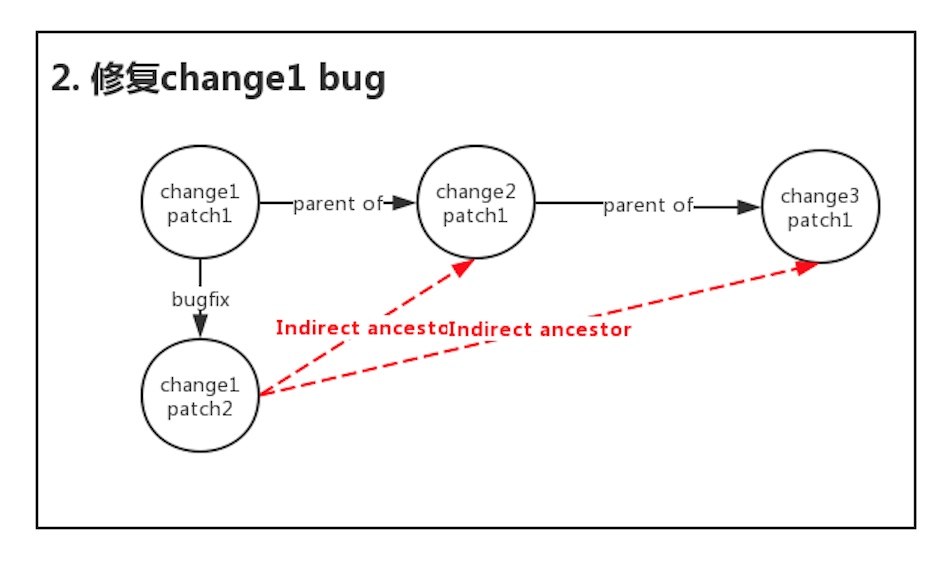 2. 修复change1 bug
change1
patch1
parent of
change2
patch1
parent of
change3
patch1
bugfix
Indirect ancesto
Indirect ancestor
change1
patch2